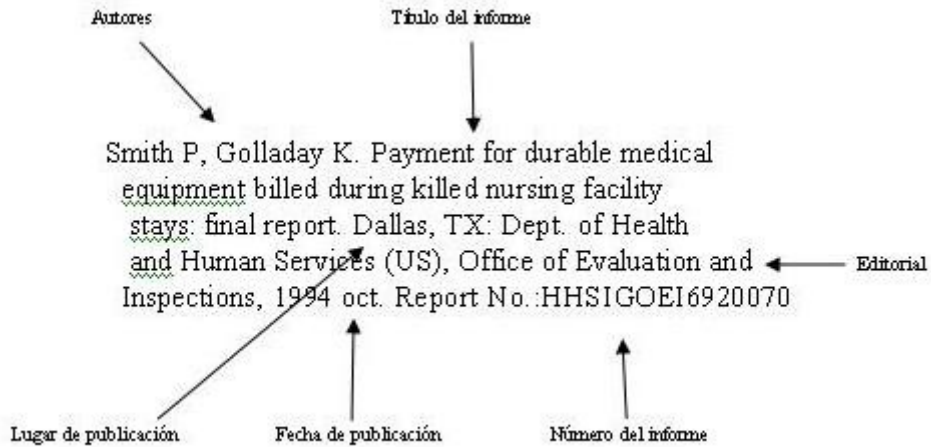 Autores Título del informe
Smith P, Golladay K. Payment for durable medical
equipment billed during killed nursing facility
stays: final report. Dallas, TX: Dept. of Health
and Human Services (US), Office of Evaluation and
Editorial
Inspections, 1994 oct. Report No.:HHSIGOEI6920070
Lugar de publicación Fecha de publicación Número del informe